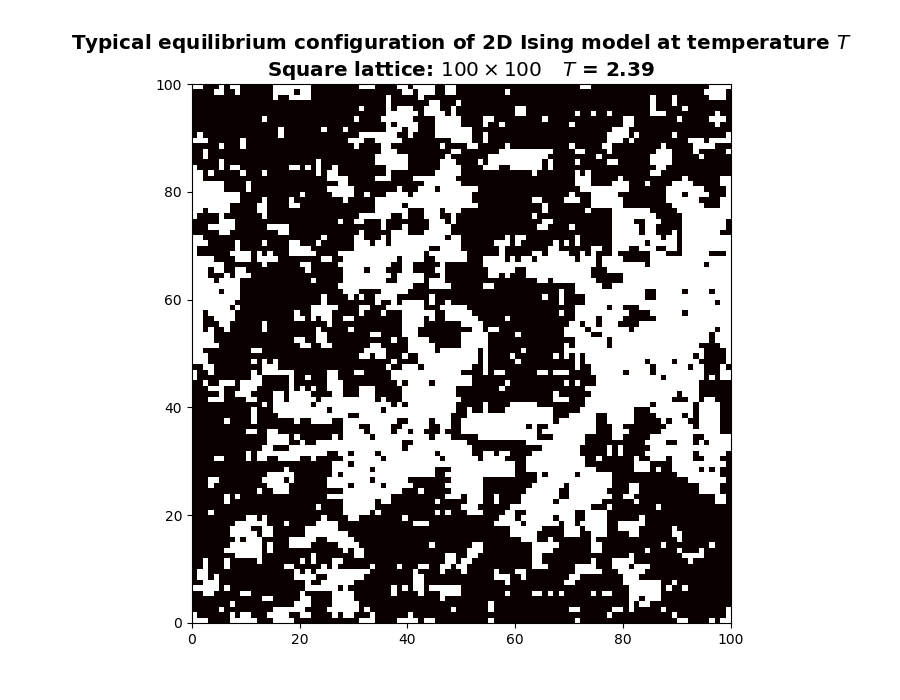 Typical equilibrium configuration of 2D Ising model at temperature T
Square lattice: 100 × 100 T = 2.39
100
80
60
40
20
0
0 20 40 60 80 100